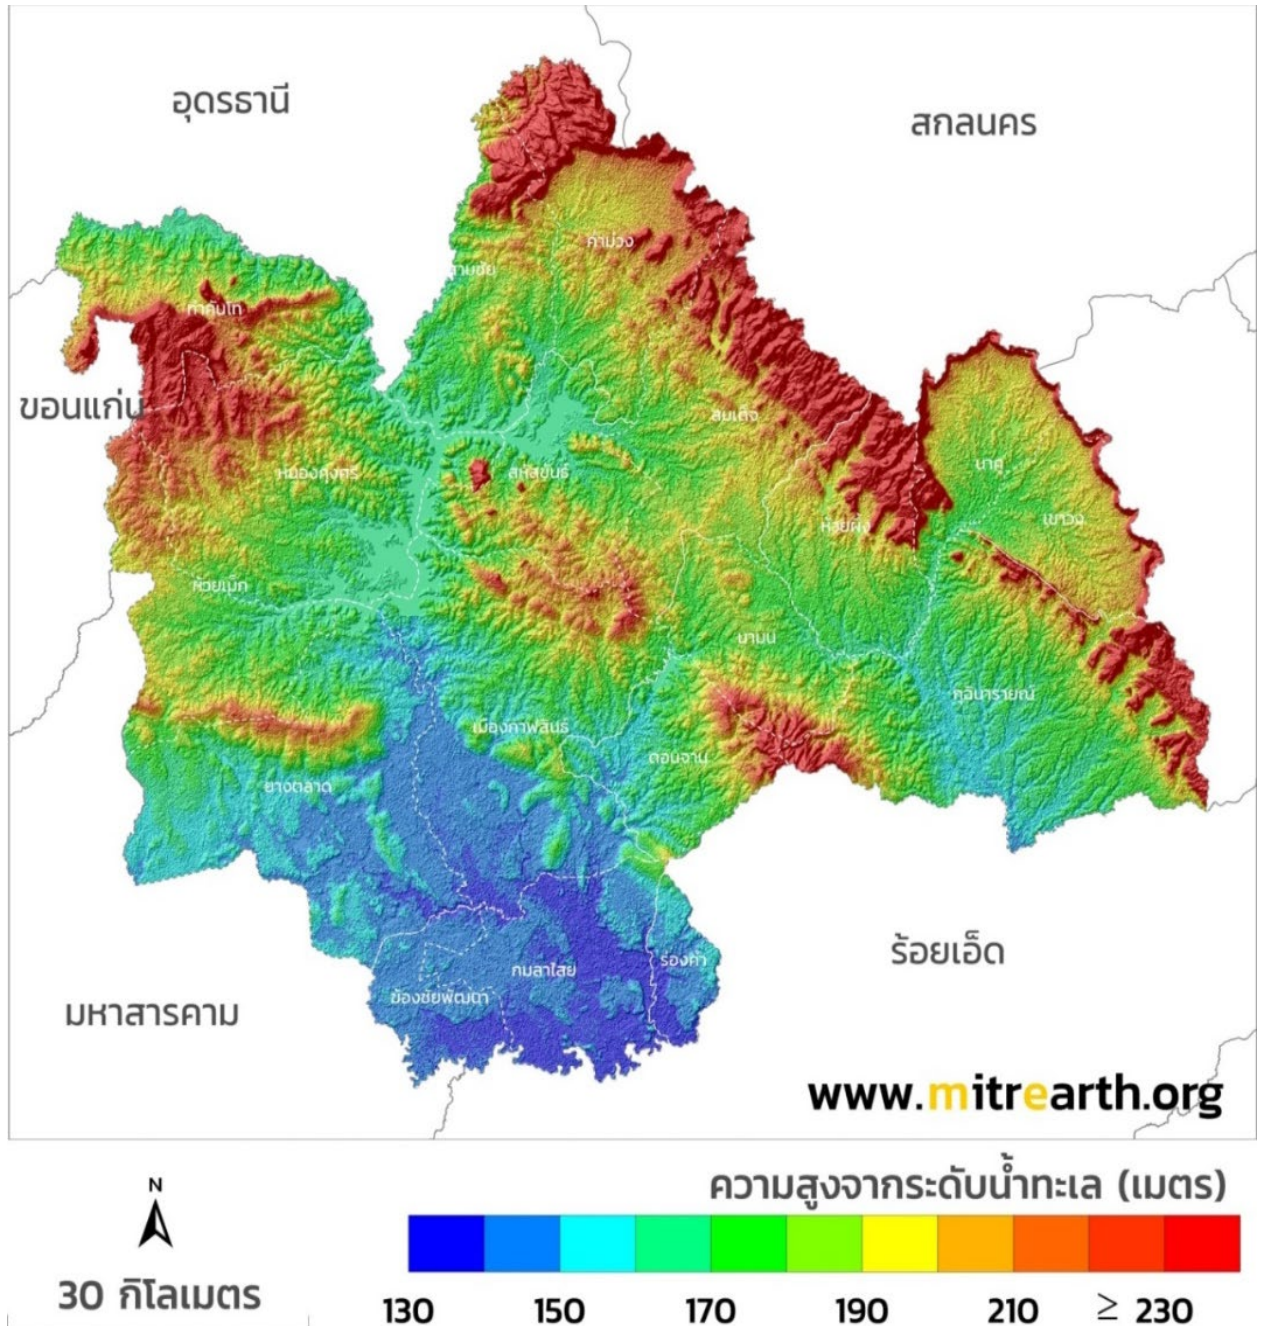 อุดรธานี
สกลนคร
คำม่วง
สามชัย
ท่าคันโท
ขอนแก่น
สมเด็จ
นาคู
หนองกุงศรี
สหัสขันธ์
ห้วยผึ้ง
เขาวง
ห้วยเม็ก
นามน
กุฉินารายณ์
เมืองกาฬสินธุ์
ดอนจาน
ยางตลาด
ร้อยเอ็ด
กมลาไสย
ร่องคำ
ฆ้องชัยพัฒนา
มหาสารคาม
www.mitrearth.org
N
ความสูงจากระดับน้ำทะเล (เมตร)
30 กิโลเมตร
130 150 170 190 210 ≥ 230